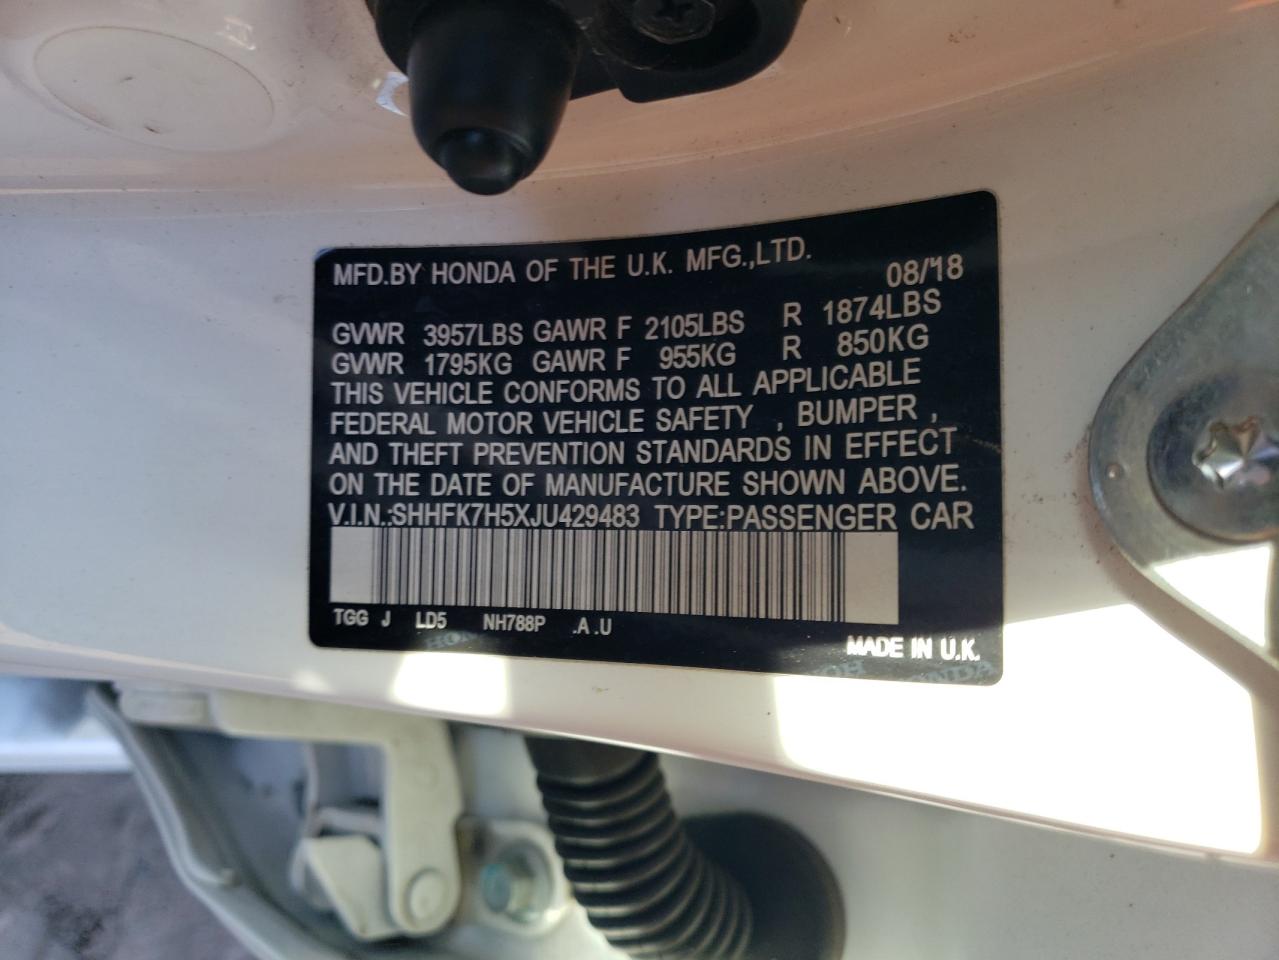 MFD.BY HONDA OF THE U.K. MFG.,LTD. 08/'18
GVWR 3957LBS GAWR F 2105LBS R 1874LBS
GVWR 1795KG GAWR F 955KG R 850KG
THIS VEHICLE CONFORMS TO ALL APPLICABLE
FEDERAL MOTOR VEHICLE SAFETY , BUMPER ,
AND THEFT PREVENTION STANDARDS IN EFFECT
ON THE DATE OF MANUFACTURE SHOWN ABOVE.
V.I.N.:SHHFK7H5XJU429483 TYPE:PASSENGER CAR
TGG J LD5 NH788P .A .U
MADE IN U.K.